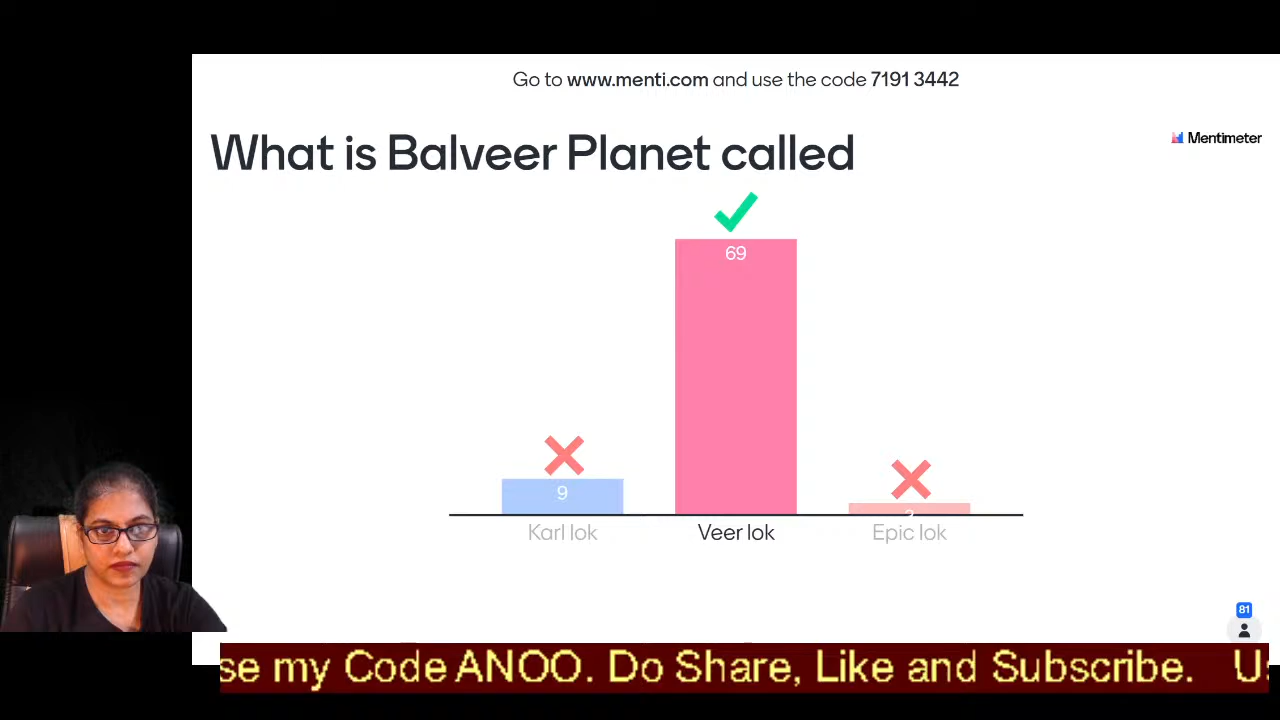 Go to www.menti.com and use the code 7191 3442
What is Balveer Planet called
Mentimeter
69
9
Karl lok
Veer lok
Epic lok
81
se my Code ANOO. Do Share, Like and Subscribe. Us